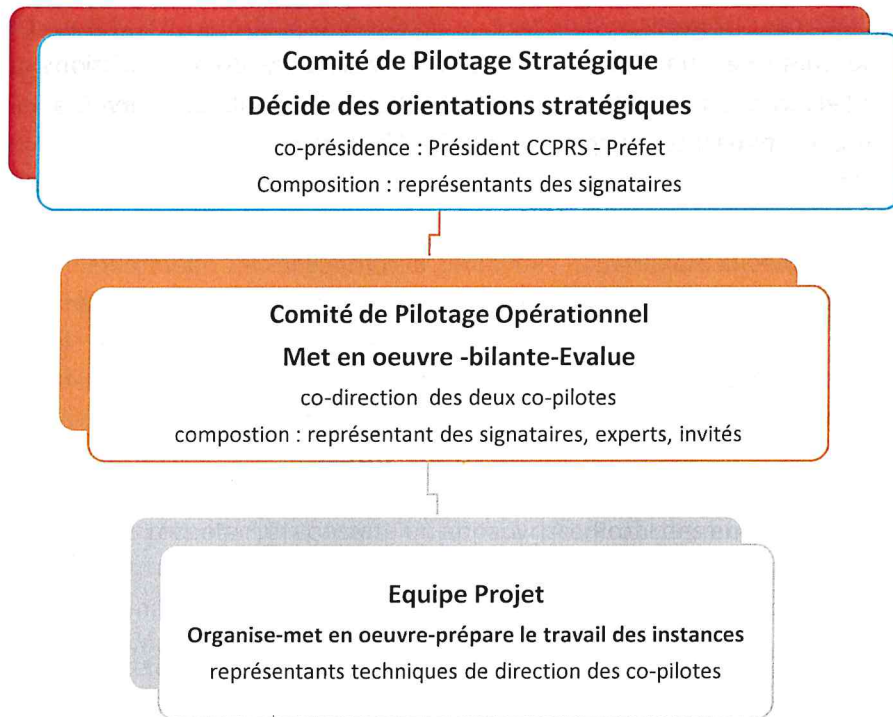 Comité de Pilotage Stratégique
Décide des orientations stratégiques
co-présidence : Président CCPRS - Préfet
Composition : représentants des signataires
Comité de Pilotage Opérationnel
Met en oeuvre -bilante-Evalue
co-direction des deux co-pilotes
compostion : représentant des signataires, experts, invités
Equipe Projet
Organise-met en oeuvre-prépare le travail des instances
représentants techniques de direction des co-pilotes